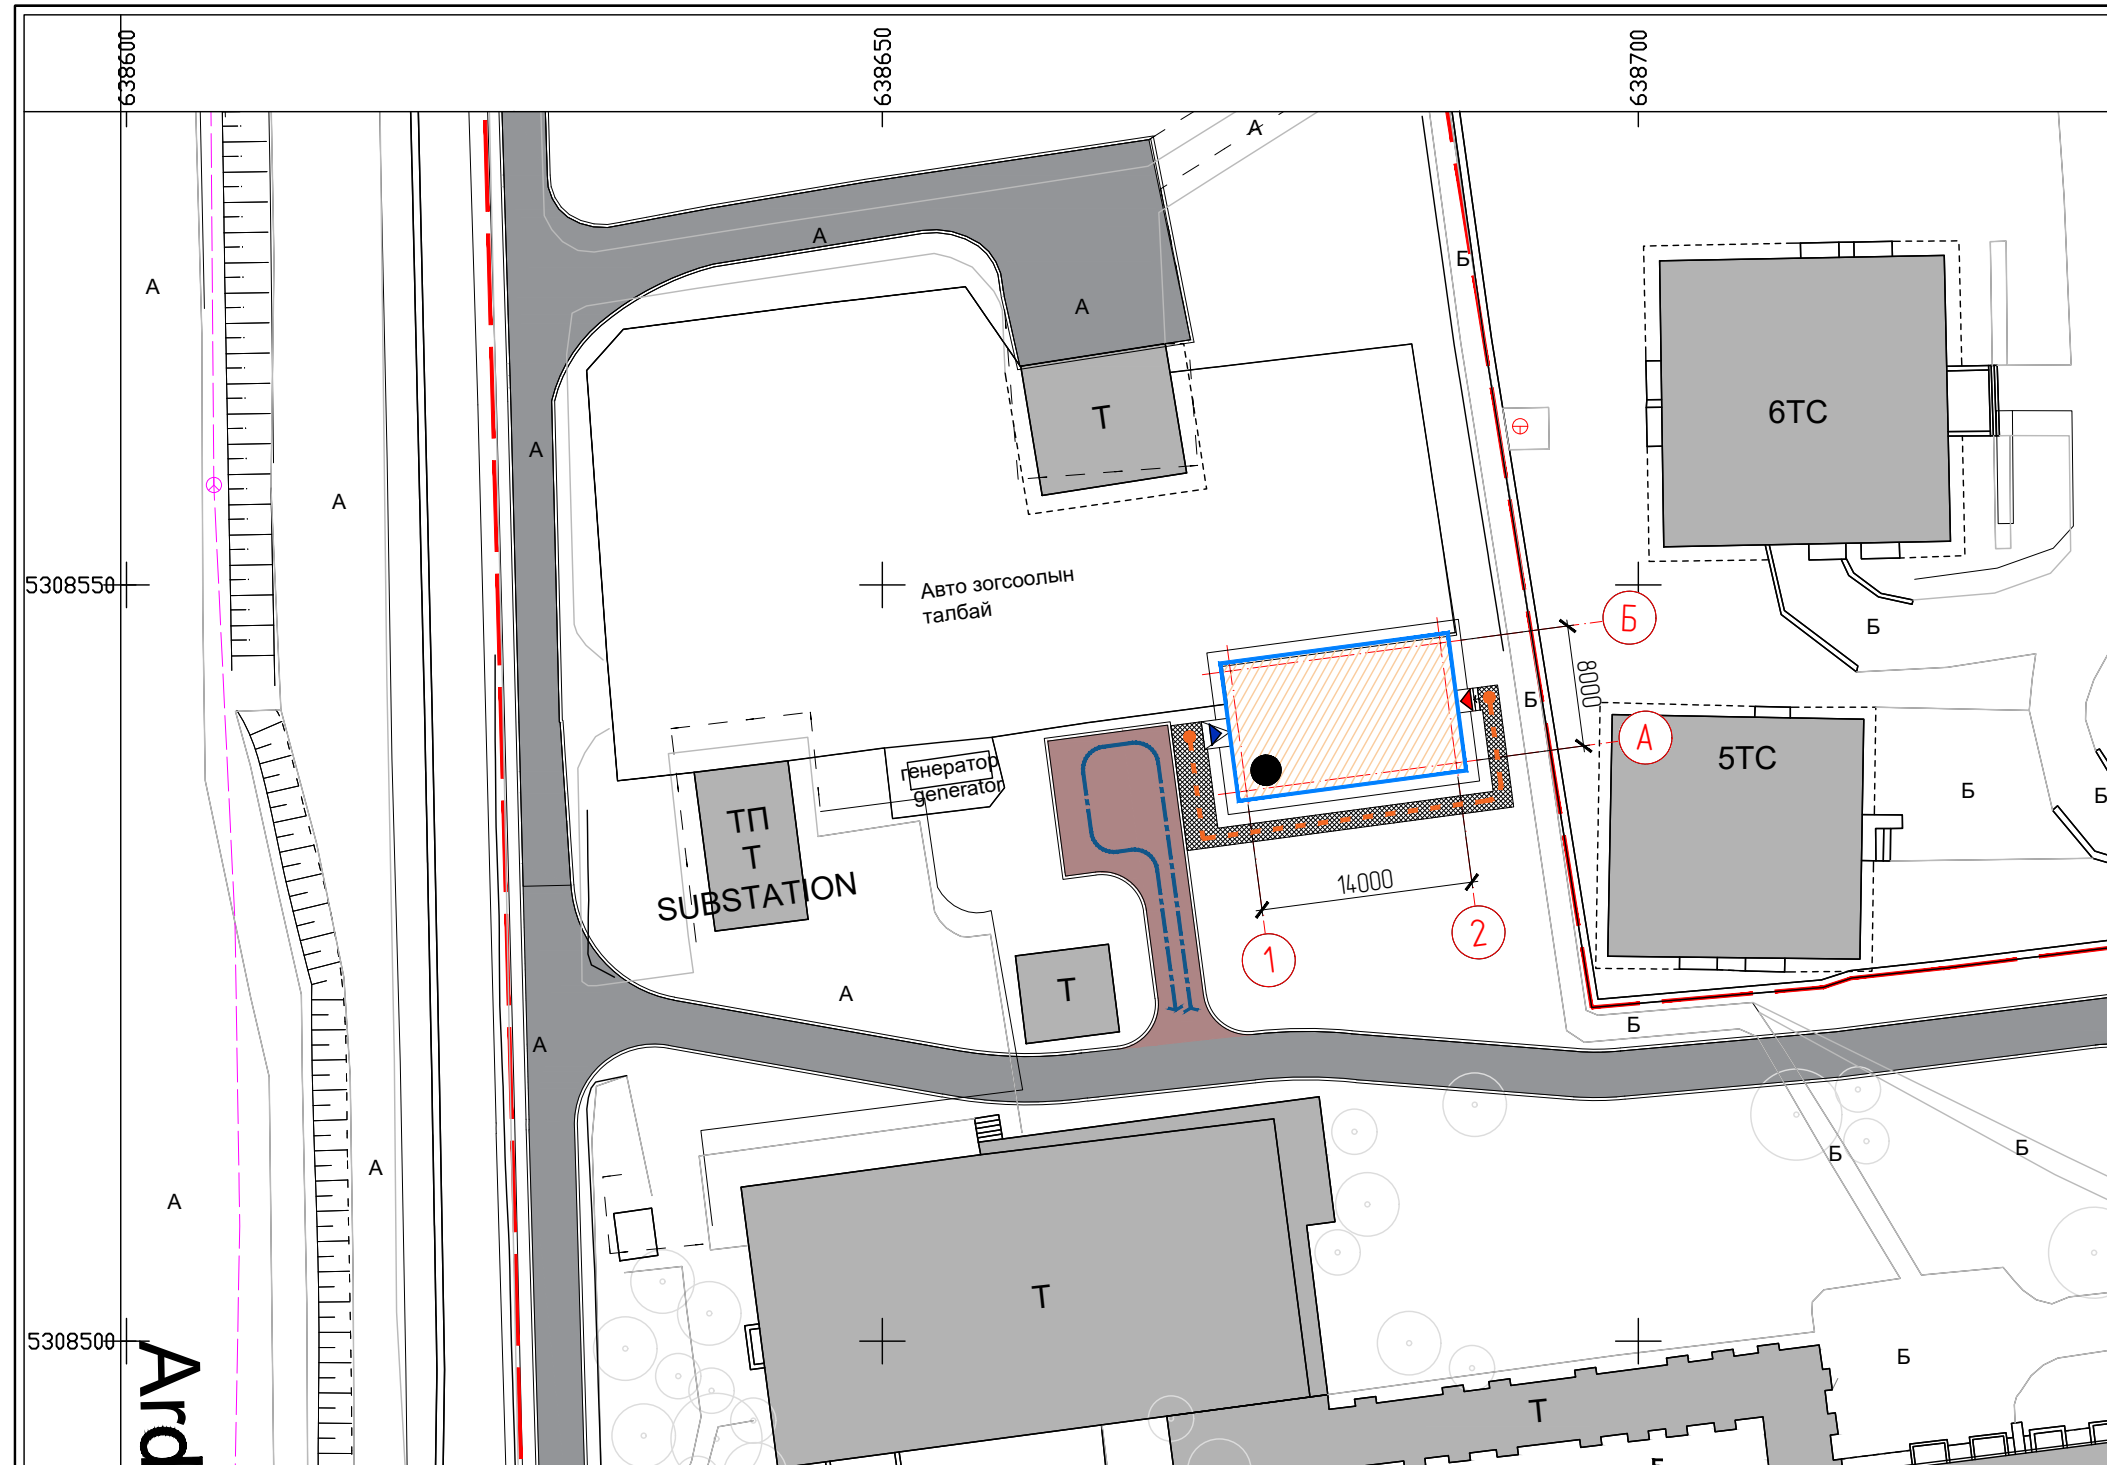 638600
638650
638700
А
А
А
Б
А
А
6ТС
Т
А
А
5308550
Авто зогсоолын
талбай
Б
Б
8000
Б
А
5ТС
генератор
generator
Б
Б
ТП
Т
SUBSTATION
14000
1
2
Т
А
Б
А
Б
Б
А
А
Т
5308500
Б
Ard
Т